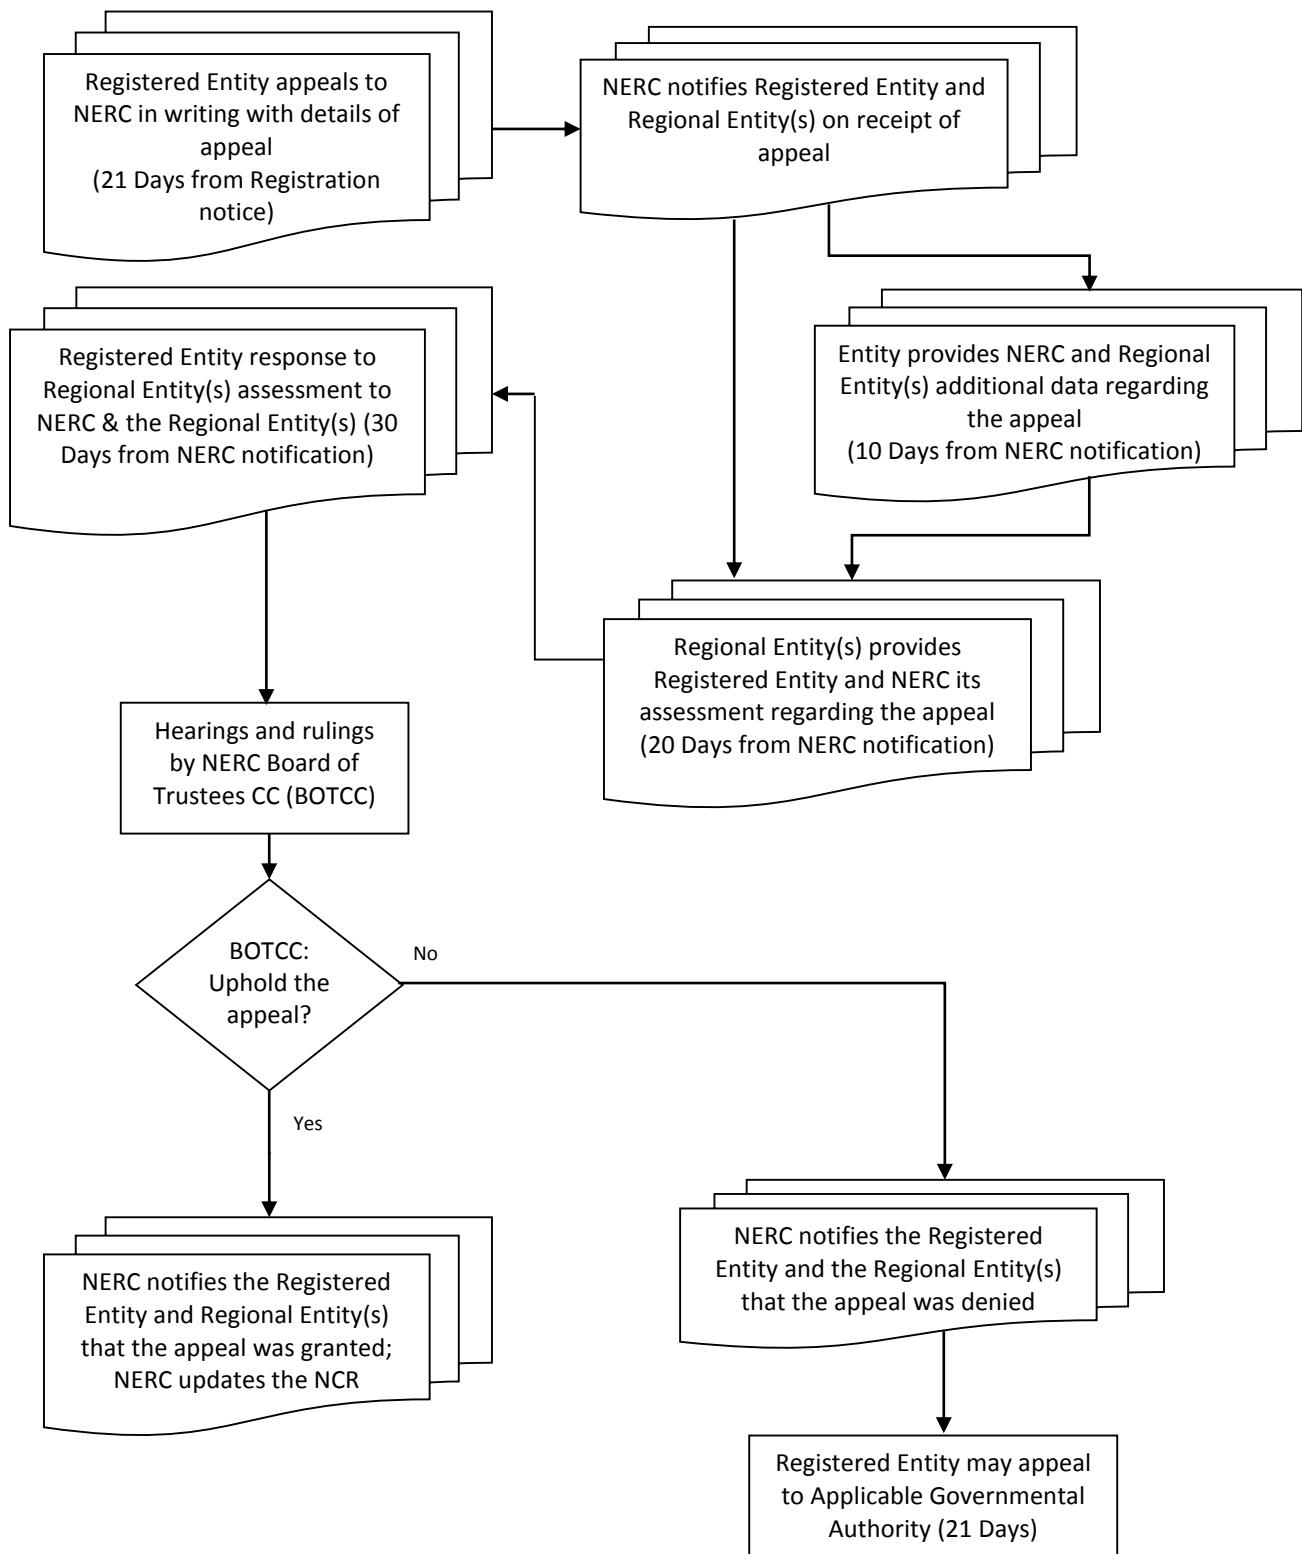 Registered Entity appeals to
NERC in writing with details of
appeal
(21 Days from Registration
notice)
NERC notifies Registered Entity and
Regional Entity(s) on receipt of
appeal
Entity provides NERC and Regional
Entity(s) additional data regarding
the appeal
(10 Days from NERC notification)
Regional Entity(s) provides
Registered Entity and NERC its
assessment regarding the appeal
(20 Days from NERC notification)
Registered Entity response to
Regional Entity(s) assessment to
NERC & the Regional Entity(s) (30
Days from NERC notification)
Hearings and rulings
by NERC Board of
Trustees CC (BOTCC)
BOTCC:
Uphold the
appeal?
No
Yes
NERC notifies the Registered
Entity and Regional Entity(s)
that the appeal was granted;
NERC updates the NCR
NERC notifies the Registered
Entity and the Regional Entity(s)
that the appeal was denied
Registered Entity may appeal
to Applicable Governmental
Authority (21 Days)